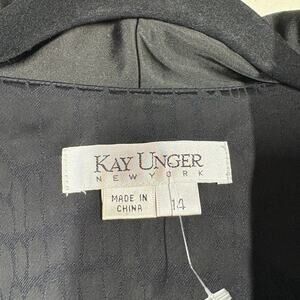 KAY UNGER
NEW YORK
MADE IN
CHINA
14